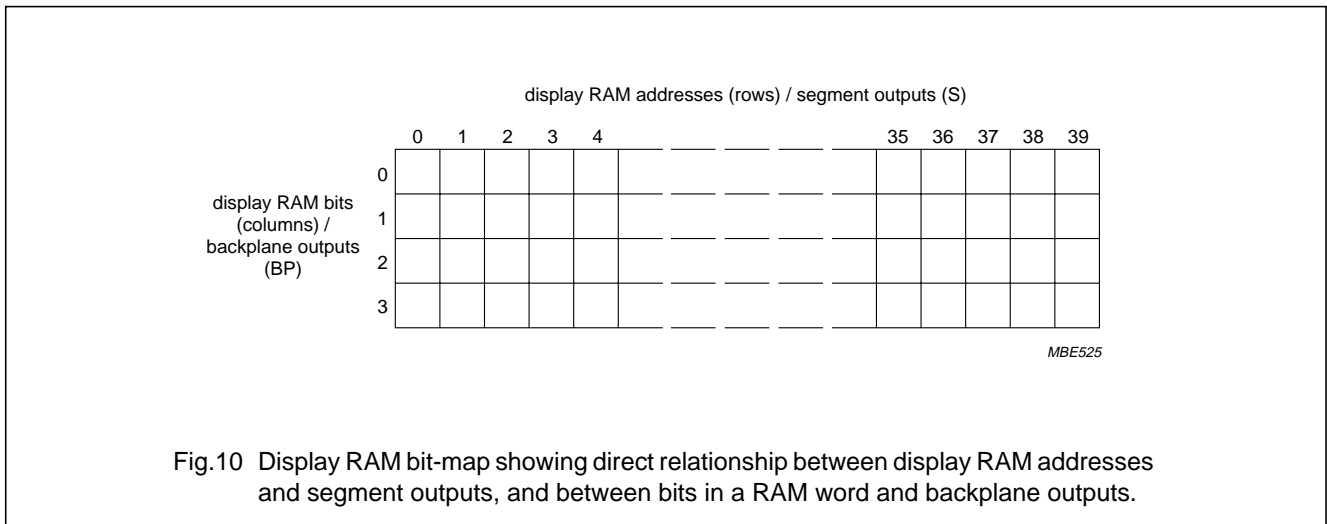 display RAM addresses (rows) / segment outputs (S)
0 1 2 3 4 35 36 37 38 39
0
display RAM bits
(columns) /
backplane outputs
(BP)
1
2
3
MBE525
Fig.10 Display RAM bit-map showing direct relationship between display RAM addresses
and segment outputs, and between bits in a RAM word and backplane outputs.